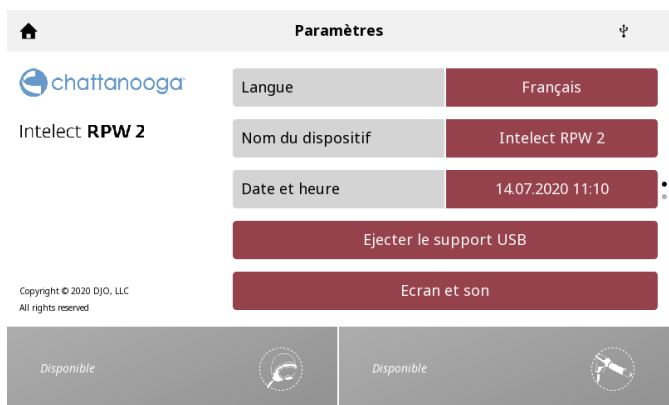 Paramètres
chattanooga
Intelect RPW 2
Langue
Français
Nom du dispositif
Intelect RPW 2
Date et heure
14.07.2020 11:10
Ejecter le support USB
Ecran et son
Copyright © 2020 DJO, LLC
All rights reserved
Disponible
Disponible